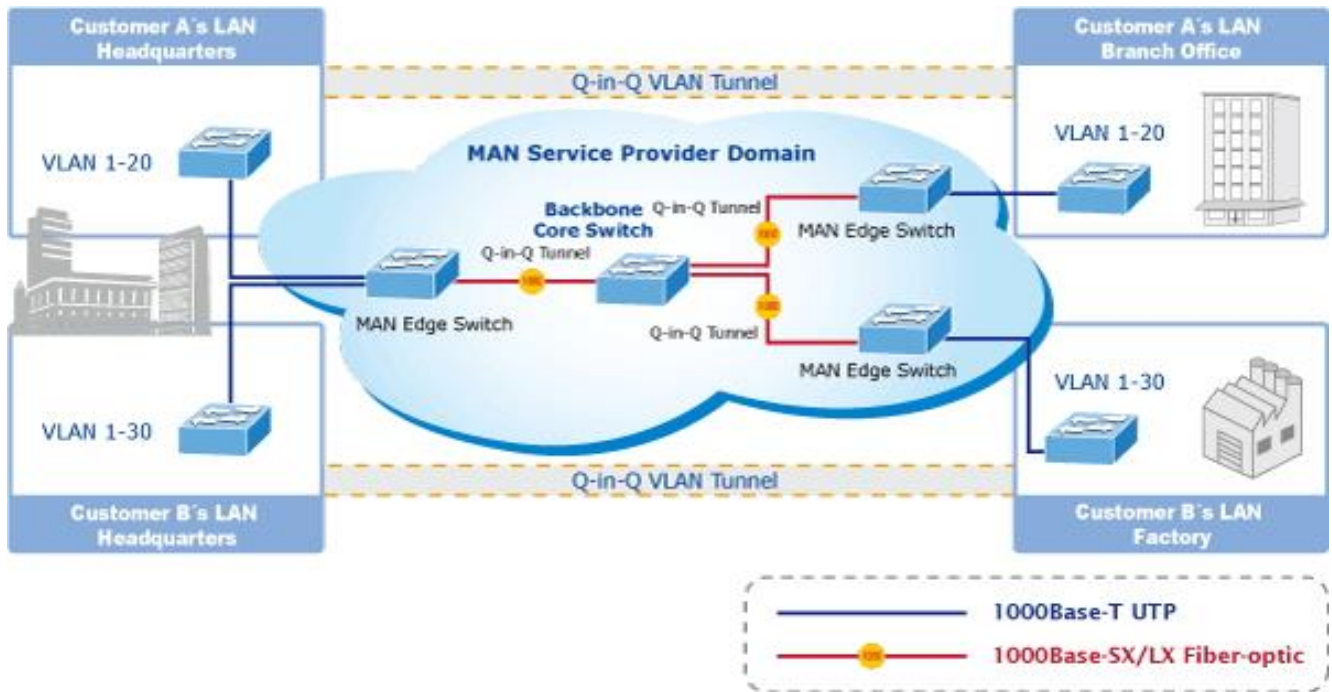 Customer A´s LAN
Headquarters
Customer A´s LAN
Branch Office
Q-in-Q VLAN Tunnel
VLAN 1-20
VLAN 1-20
MAN Service Provider Domain
Q-in-Q Tunnel
Backbone
Core Switch
MAN Edge Switch
Q-in-Q Tunnel
MAN Edge Switch
Q-in-Q Tunnel
MAN Edge Switch
VLAN 1-30
VLAN 1-30
Q-in-Q VLAN Tunnel
Customer B´s LAN
Headquarters
Customer B´s LAN
Factory
1000Base-T UTP
1000Base-SX/LX Fiber-optic